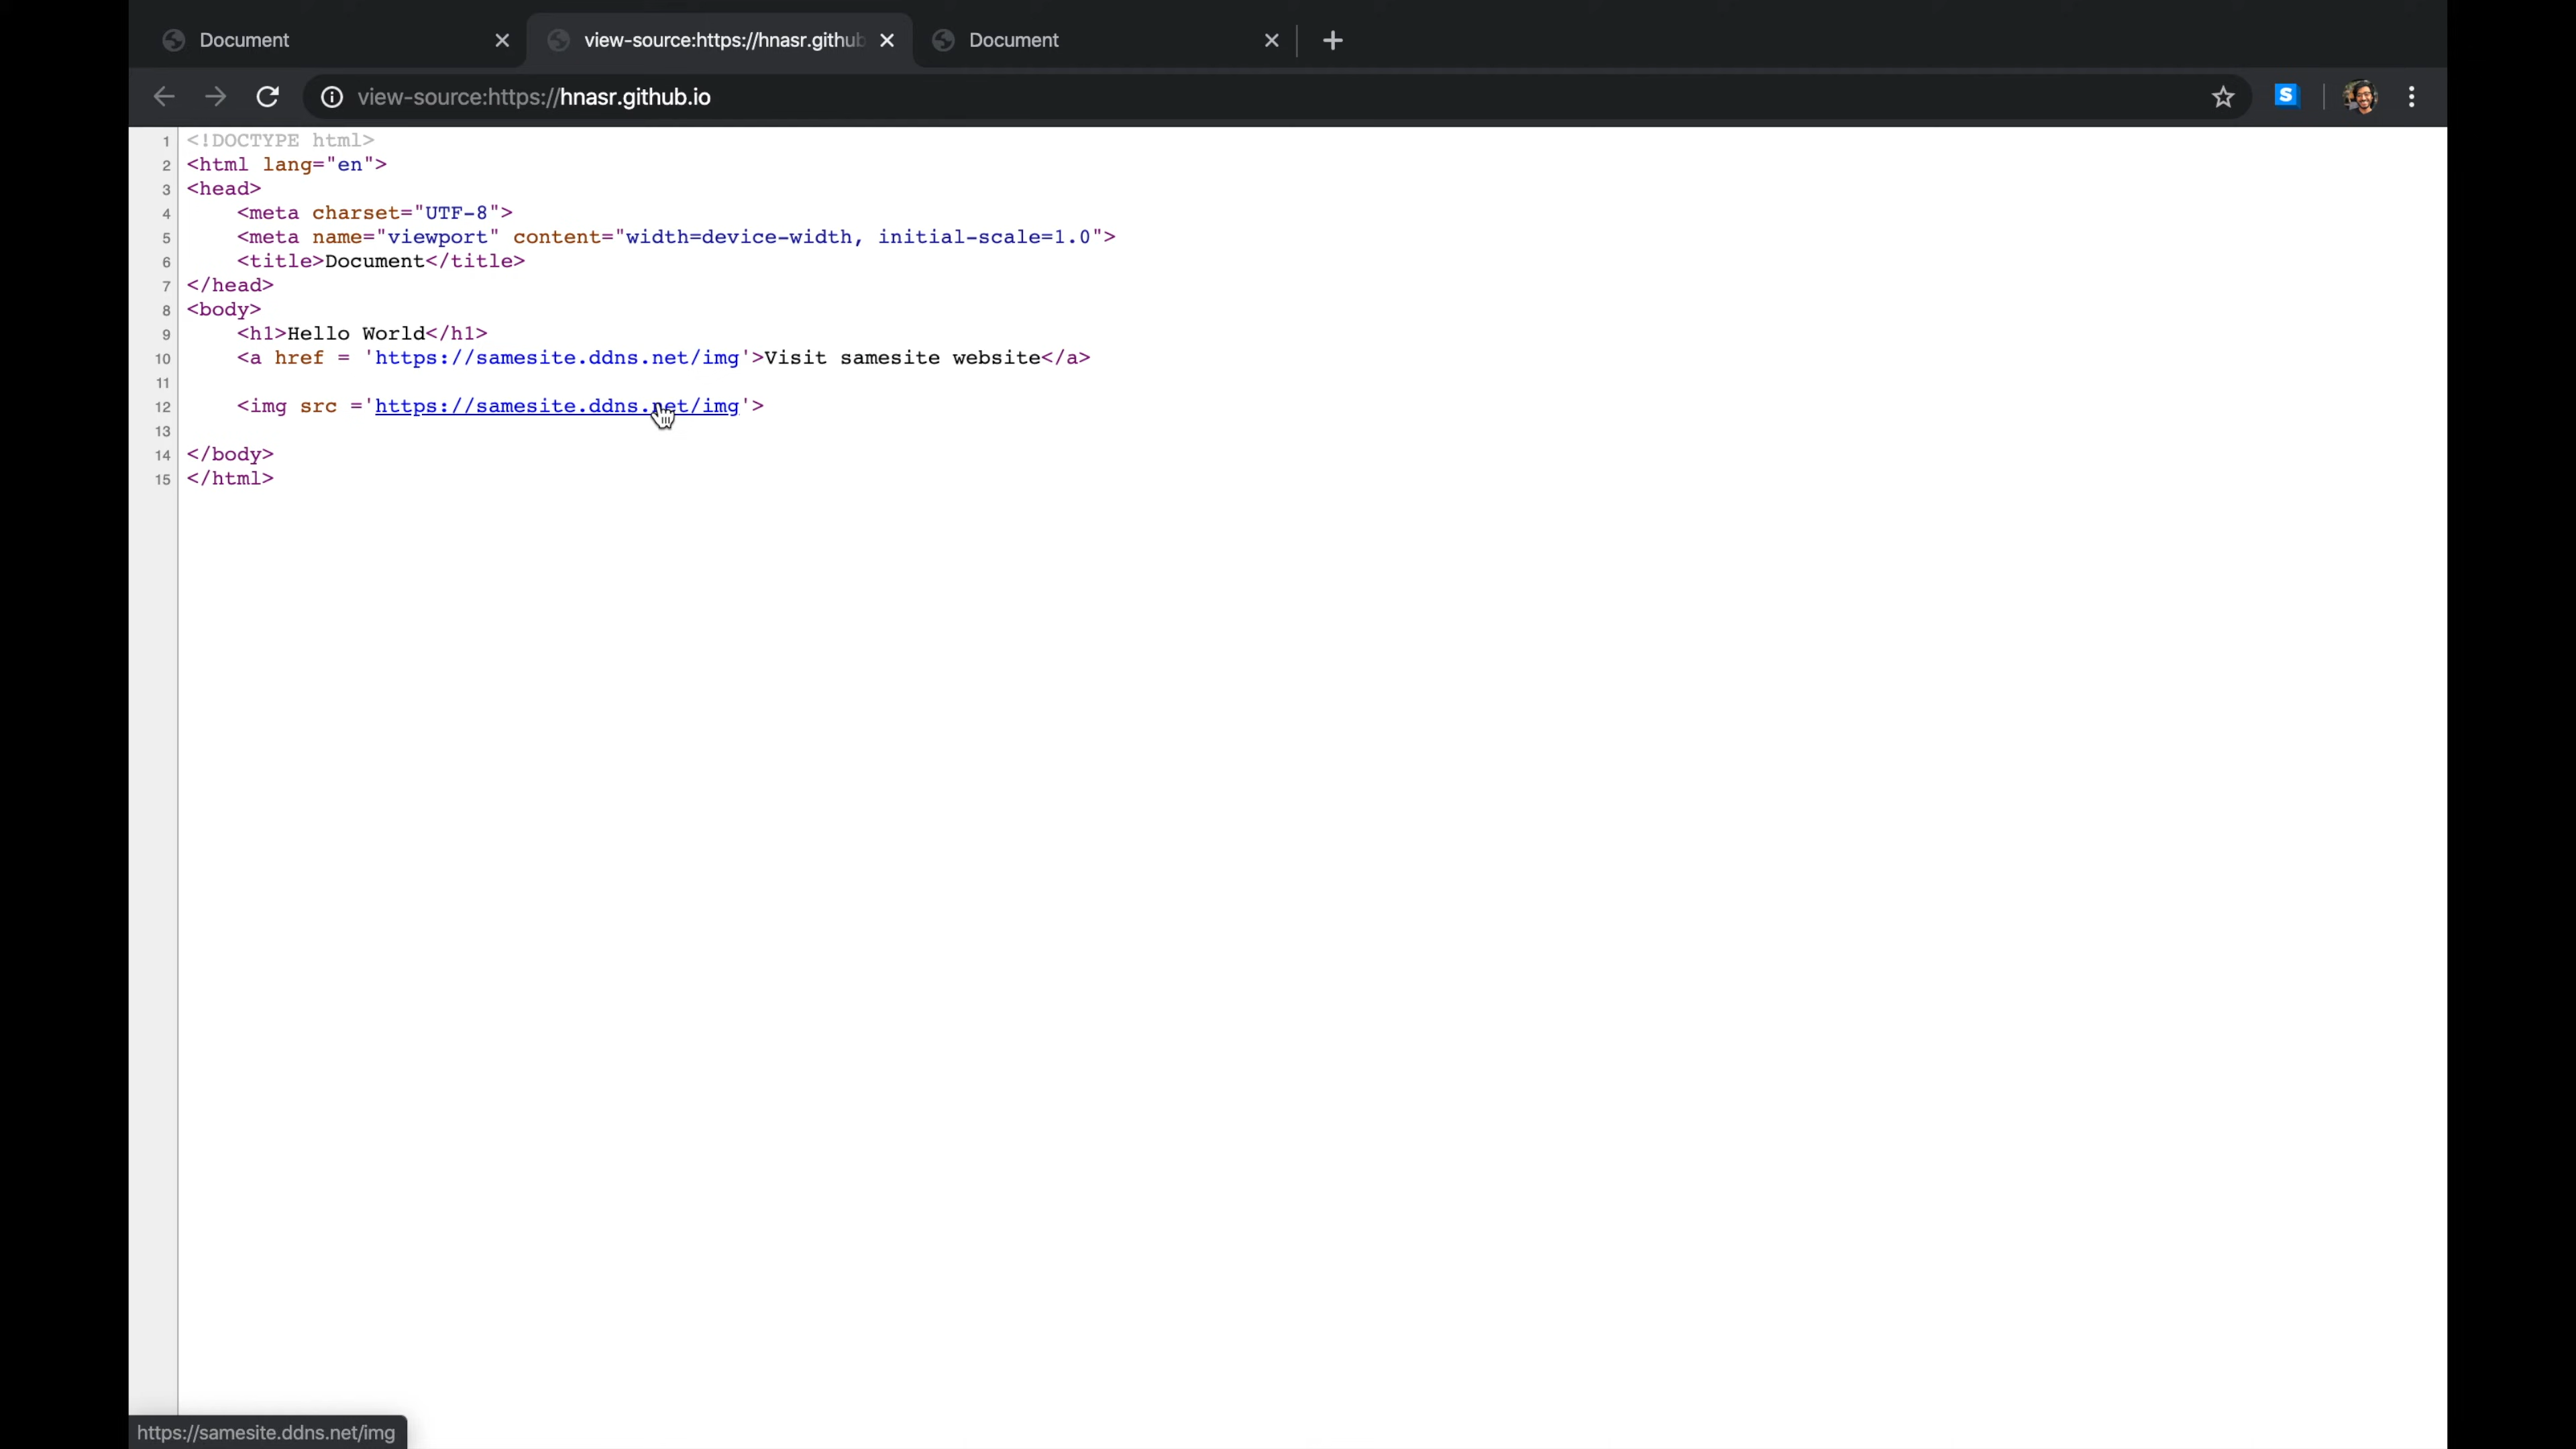 Document
view-source:https://hnasr.github
Document
view-source:https://hnasr.github.io
S
1 <!DOCTYPE html>
2 <html lang="en">
3 <head>
4 <meta charset="UTF-8">
5 <meta name="viewport" content="width=device-width, initial-scale=1.0">
6 <title>Document</title>
7 </head>
8 <body>
9 <h1>Hello World</h1>
10 <a href = 'https://samesite.ddns.net/img'>Visit samesite website</a>
11
12 <img src ='https://samesite.ddns.net/img'>
13
14 </body>
15 </html>
https://samesite.ddns.net/img